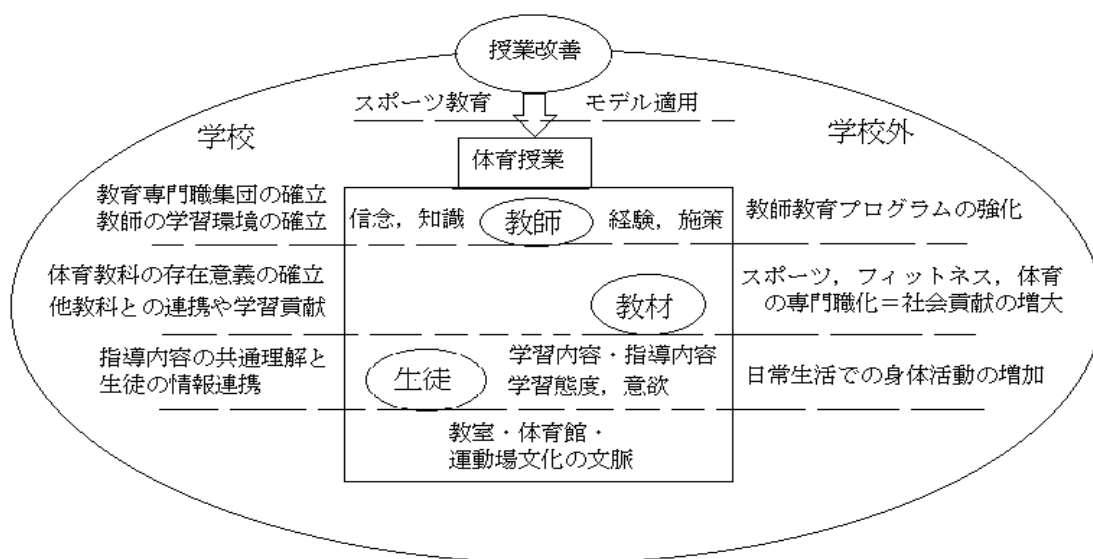 授業改善
スポーツ教育 モデル適用
学校 学校外
体育授業
教育専門職集団の確立
教師の学習環境の確立
信念，知識 教師 経験，施策
教師教育プログラムの強化
体育教科の存在意義の確立
他教科との連携や学習貢献
教材
スポーツ，フィットネス，体育
の専門職化＝社会貢献の増大
指導内容の共通理解と
生徒の情報連携
生徒
学習内容・指導内容
学習態度，意欲
日常生活での身体活動の増加
教室・体育館・
運動場文化の文脈